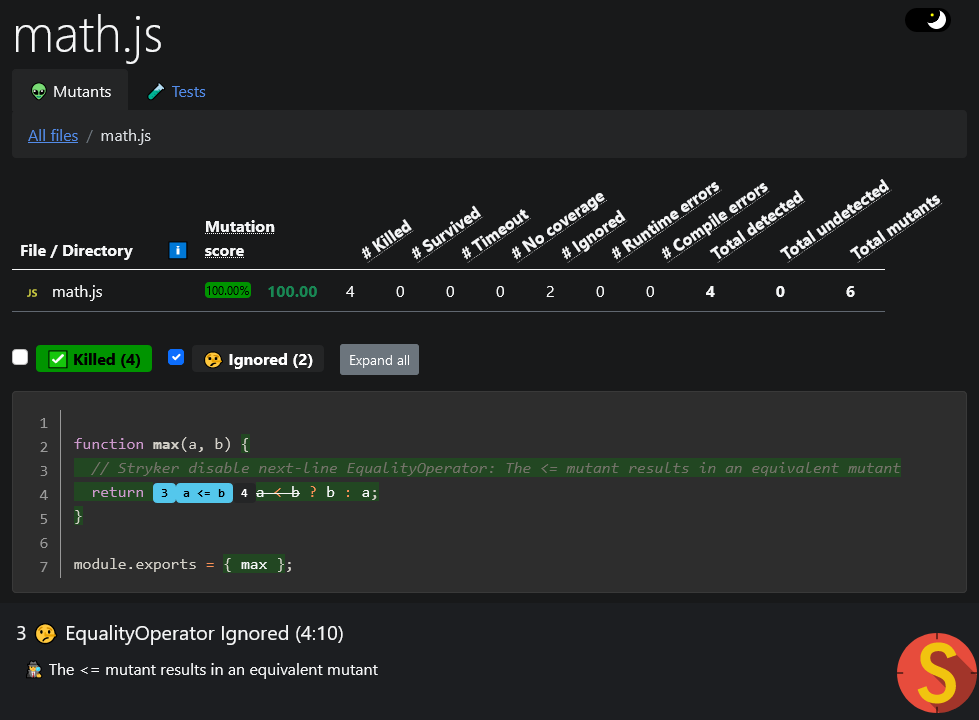 math.js
Mutants Tests
All files / math.js
File / Directory Mutation score # Killed # Survived # Timeout # No coverage # Ignored # Runtime errors # Compile errors Total detected Total undetected Total mutants
JS math.js 100.00% 100.00 4 0 0 0 2 0 0 4 0 6
Killed (4) Ignored (2) Expand all
1
2 function max(a, b) {
3 // Stryker disable next-line EqualityOperator: The <= mutant results in an equivalent mutant
4 return 3 a <= b 4 a < b ? b : a;
5 }
6
7 module.exports = { max };
3 EqualityOperator Ignored (4:10)
The <= mutant results in an equivalent mutant
S